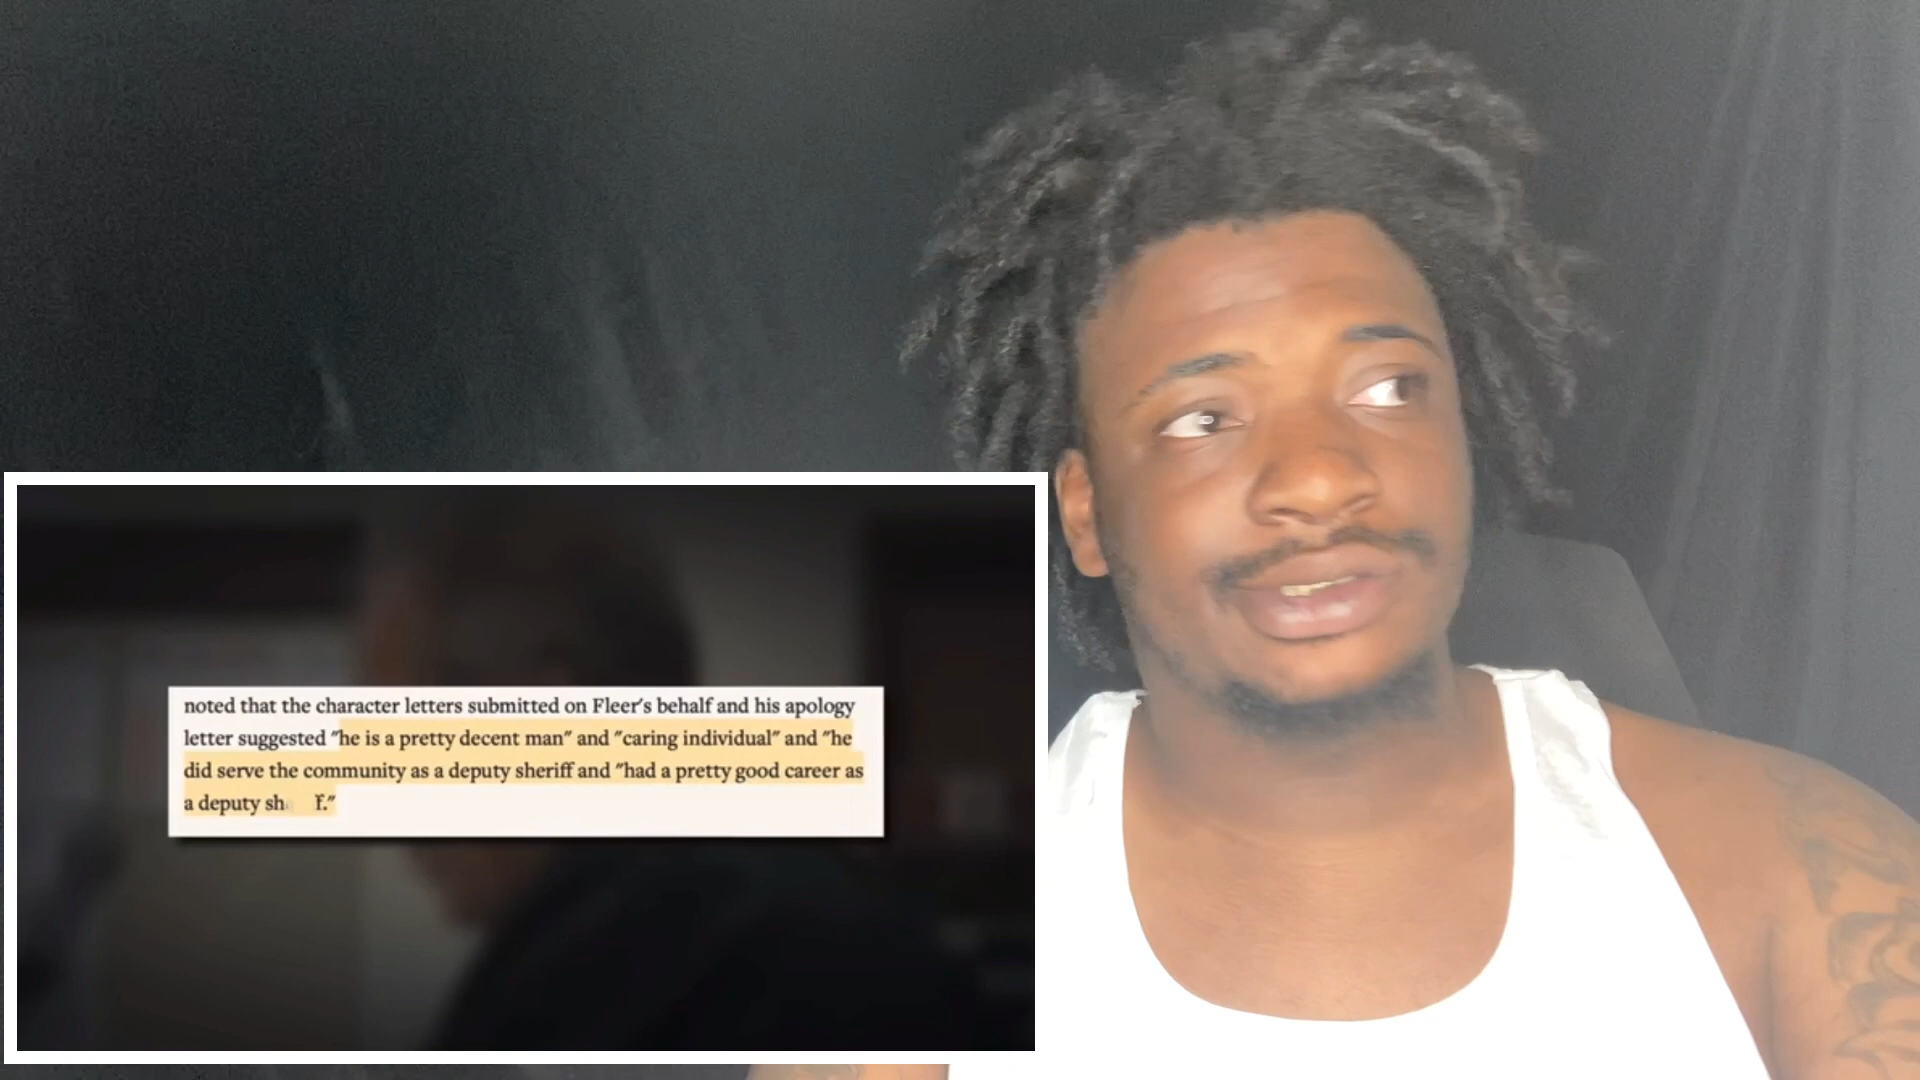 noted that the character letters submitted on Fleer's behalf and his apology
letter suggested "he is a pretty decent man" and "caring individual" and "he
did serve the community as a deputy sheriff and "had a pretty good career as
a deputy